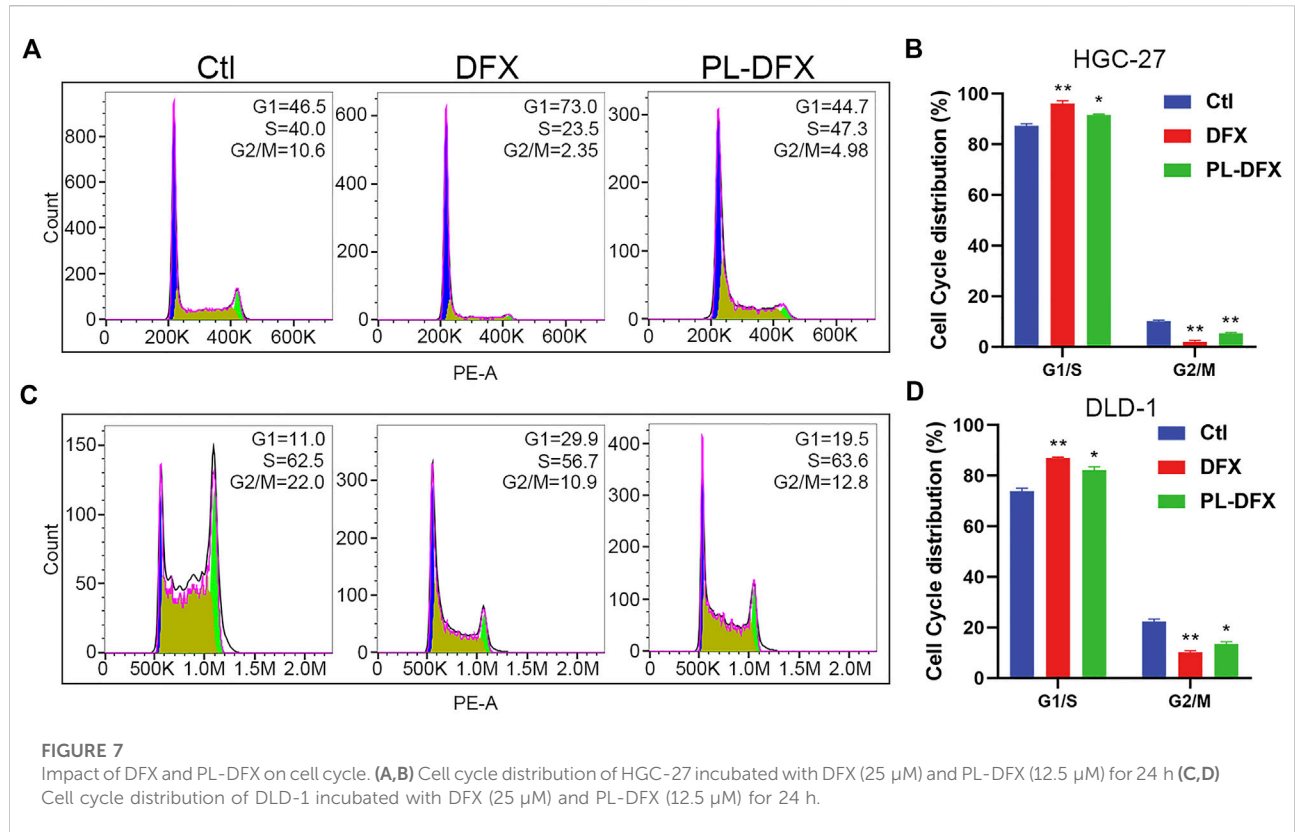 A
Ctl
DFX
PL-DFX
G1=46.5
S=40.0
G2/M=10.6
G1=73.0
S=23.5
G2/M=2.35
G1=44.7
S=47.3
G2/M=4.98
Count
800
600
400
200
0
600
400
200
0
300
200
100
0
0 200K 400K 600K
0 200K 400K 600K
0 200K 400K 600K
PE-A
B
HGC-27
Cell Cycle distribution (%)
100
80
60
40
20
0
** *
** **
G1/S G2/M
Ctl
DFX
PL-DFX
C
G1=11.0
S=62.5
G2/M=22.0
G1=29.9
S=56.7
G2/M=10.9
G1=19.5
S=63.6
G2/M=12.8
Count
150
100
50
0
300
200
100
0
400
300
200
100
0
0 500K 1.0M 1.5M 2.0M
0 500K 1.0M 1.5M 2.0M
0 500K 1.0M 1.5M 2.0M
PE-A
D
DLD-1
Cell Cycle distribution (%)
100
80
60
40
20
0
** *
** *
G1/S G2/M
Ctl
DFX
PL-DFX
FIGURE 7
Impact of DFX and PL-DFX on cell cycle. (A,B) Cell cycle distribution of HGC-27 incubated with DFX (25 µM) and PL-DFX (12.5 µM) for 24 h (C,D)
Cell cycle distribution of DLD-1 incubated with DFX (25 µM) and PL-DFX (12.5 µM) for 24 h.